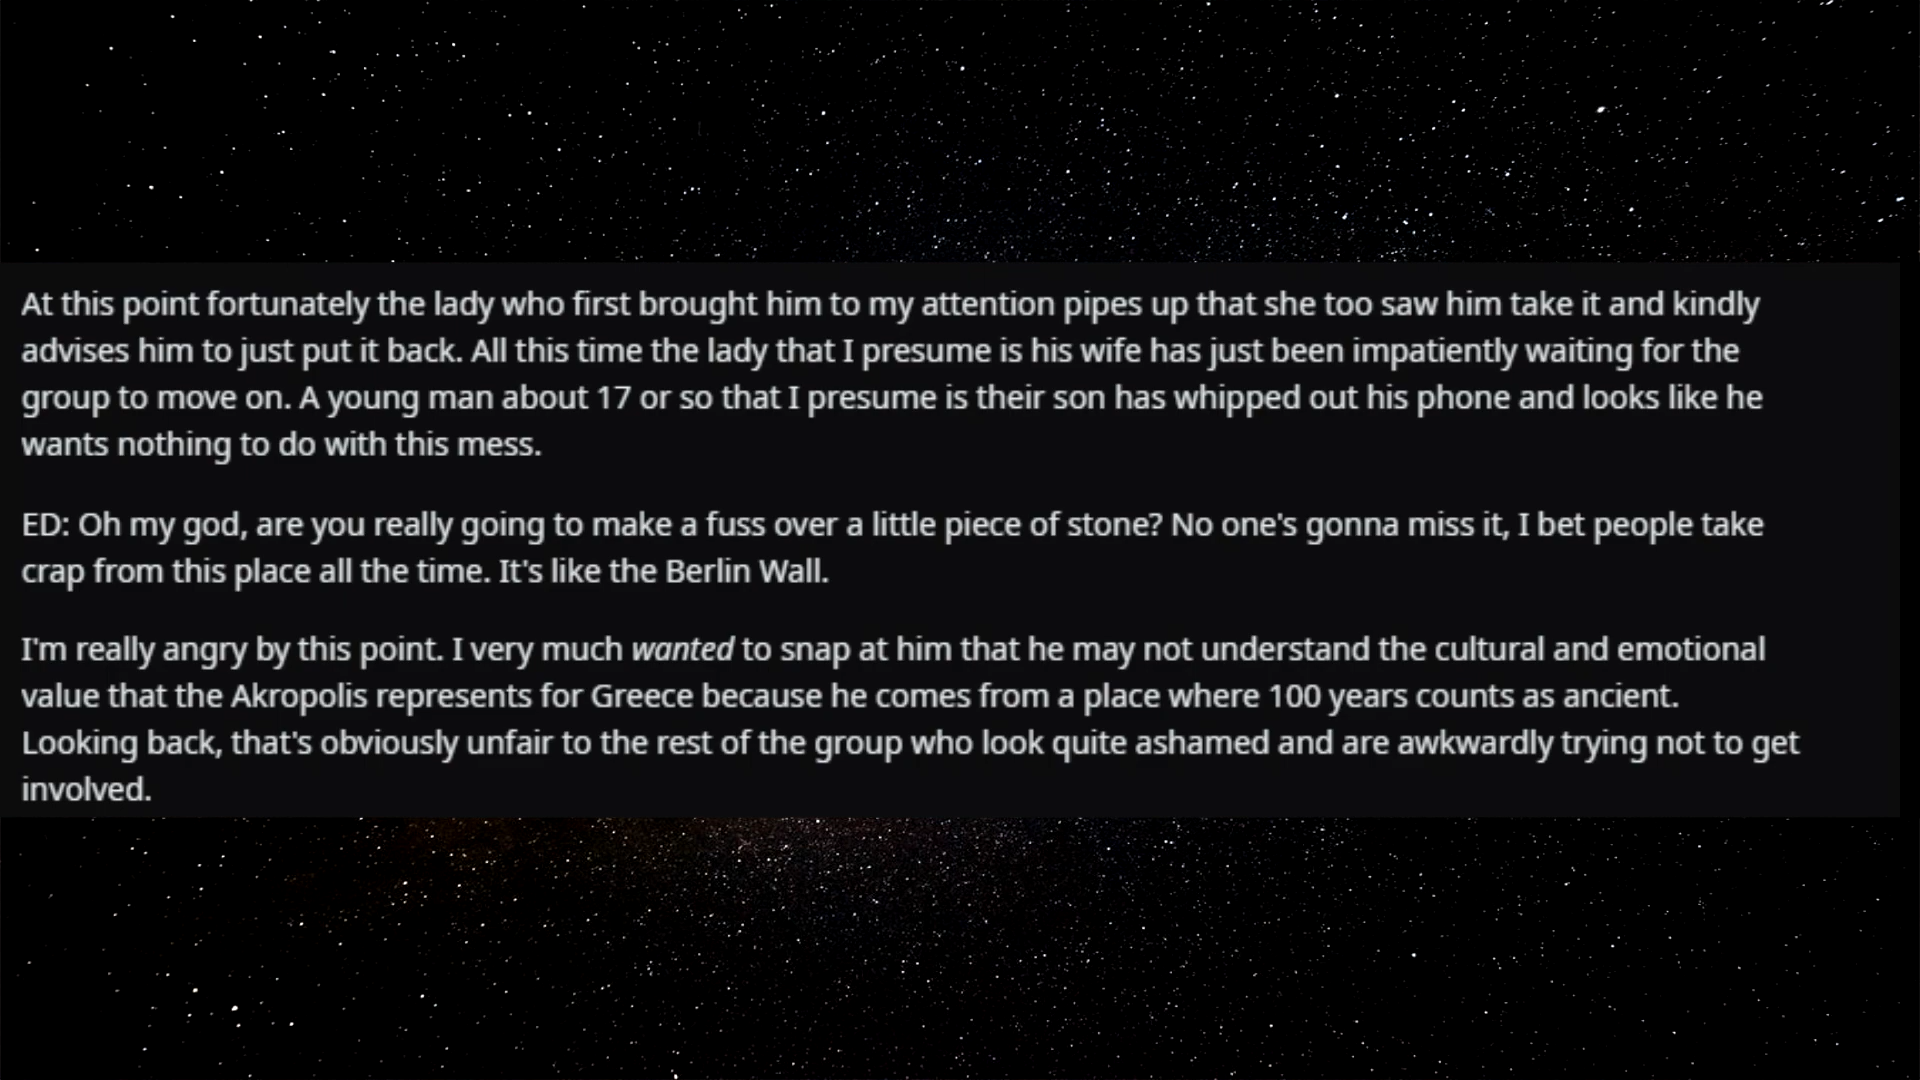 At this point fortunately the lady who first brought him to my attention pipes up that she too saw him take it and kindly
advises him to just put it back. All this time the lady that I presume is his wife has just been impatiently waiting for the
group to move on. A young man about 17 or so that I presume is their son has whipped out his phone and looks like he
wants nothing to do with this mess.
ED: Oh my god, are you really going to make a fuss over a little piece of stone? No one's gonna miss it, I bet people take
crap from this place all the time. It's like the Berlin Wall.
I'm really angry by this point. I very much wanted to snap at him that he may not understand the cultural and emotional
value that the Akropolis represents for Greece because he comes from a place where 100 years counts as ancient.
Looking back, that's obviously unfair to the rest of the group who look quite ashamed and are awkwardly trying not to get
involved.